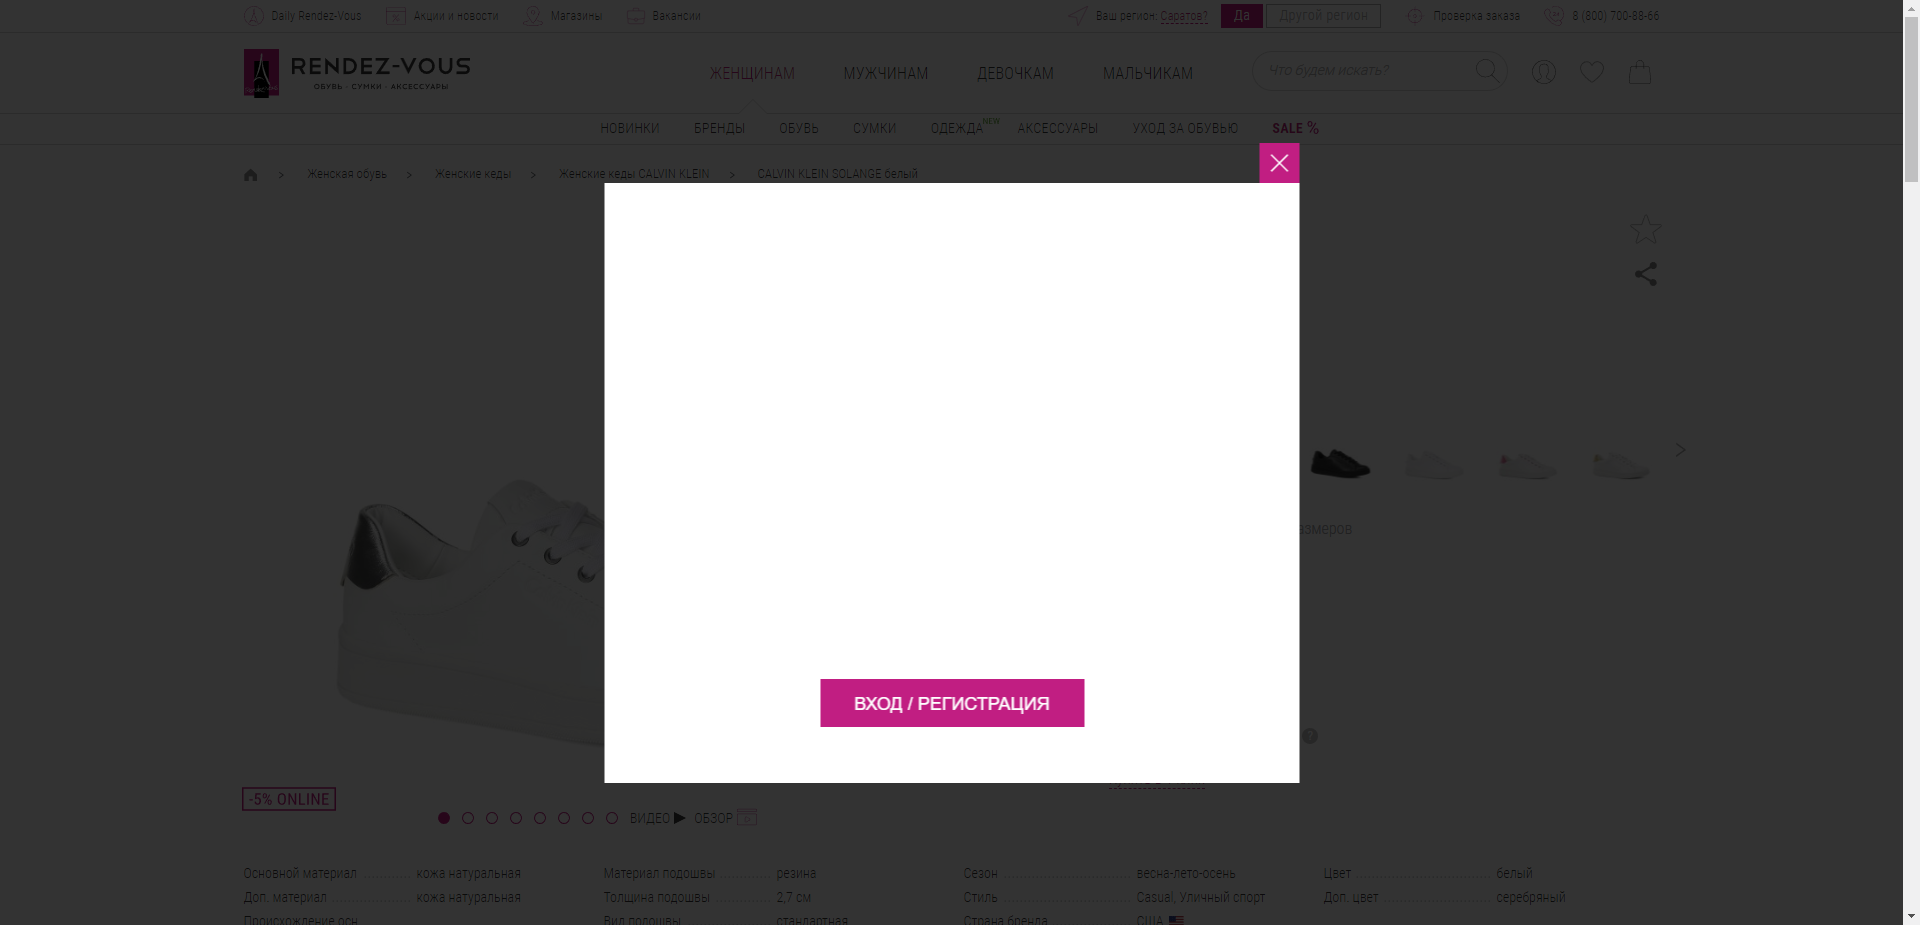 Daily Rendez-Vous Акции и новости Магазины Вакансии Ваш регион: Саратов? Да Другой регион Проверка заказа 8 (800) 700-88-66
RENDEZ-VOUS
ОБУВЬ · СУМКИ · АКСЕССУАРЫ
ЖЕНЩИНАМ МУЖЧИНАМ ДЕВОЧКАМ МАЛЬЧИКАМ Что будем искать?
НОВИНКИ БРЕНДЫ ОБУВЬ СУМКИ ОДЕЖДА NEW АКСЕССУАРЫ УХОД ЗА ОБУВЬЮ SALE %
Женская обувь > Женские кеды > Женские кеды CALVIN KLEIN > CALVIN KLEIN SOLANGE белый
азмеров
ВХОД / РЕГИСТРАЦИЯ
?
-5% ONLINE
ВИДЕО ОБЗОР
Основной материал кожа натуральная Материал подошвы резина Сезон весна-лето-осень Цвет белый
Доп. материал кожа натуральная Толщина подошвы 2,7 см Стиль Casual, Уличный спорт Доп. цвет серебряный
Происхождение осн. Вид подошвы стандартная Страна бренда США